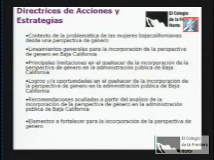 Directrices de Acciones y
Estrategias
El Colegio
de la Frontera
Norte
•Contexto de la problemática de las mujeres bajacalifornianas
desde una perspectiva de género
•Lineamientos generales para la incorporación de la perspectiva
de género en Baja California
•Principales limitaciones en el quehacer de la incorporación de la
perspectiva de género en la administración pública de Baja
California
•Logros y/o oportunidades en el quehacer de la incorporación de
la perspectiva de género en la administración pública de Baja
California
•Recomendaciones acotadas a partir del análisis de la
incorporación de la perspectiva de género en la administración
pública de Baja California
•Elementos a fortalecer para la incorporación de la perspectiva de
género
El Colegio
de la Frontera
Norte